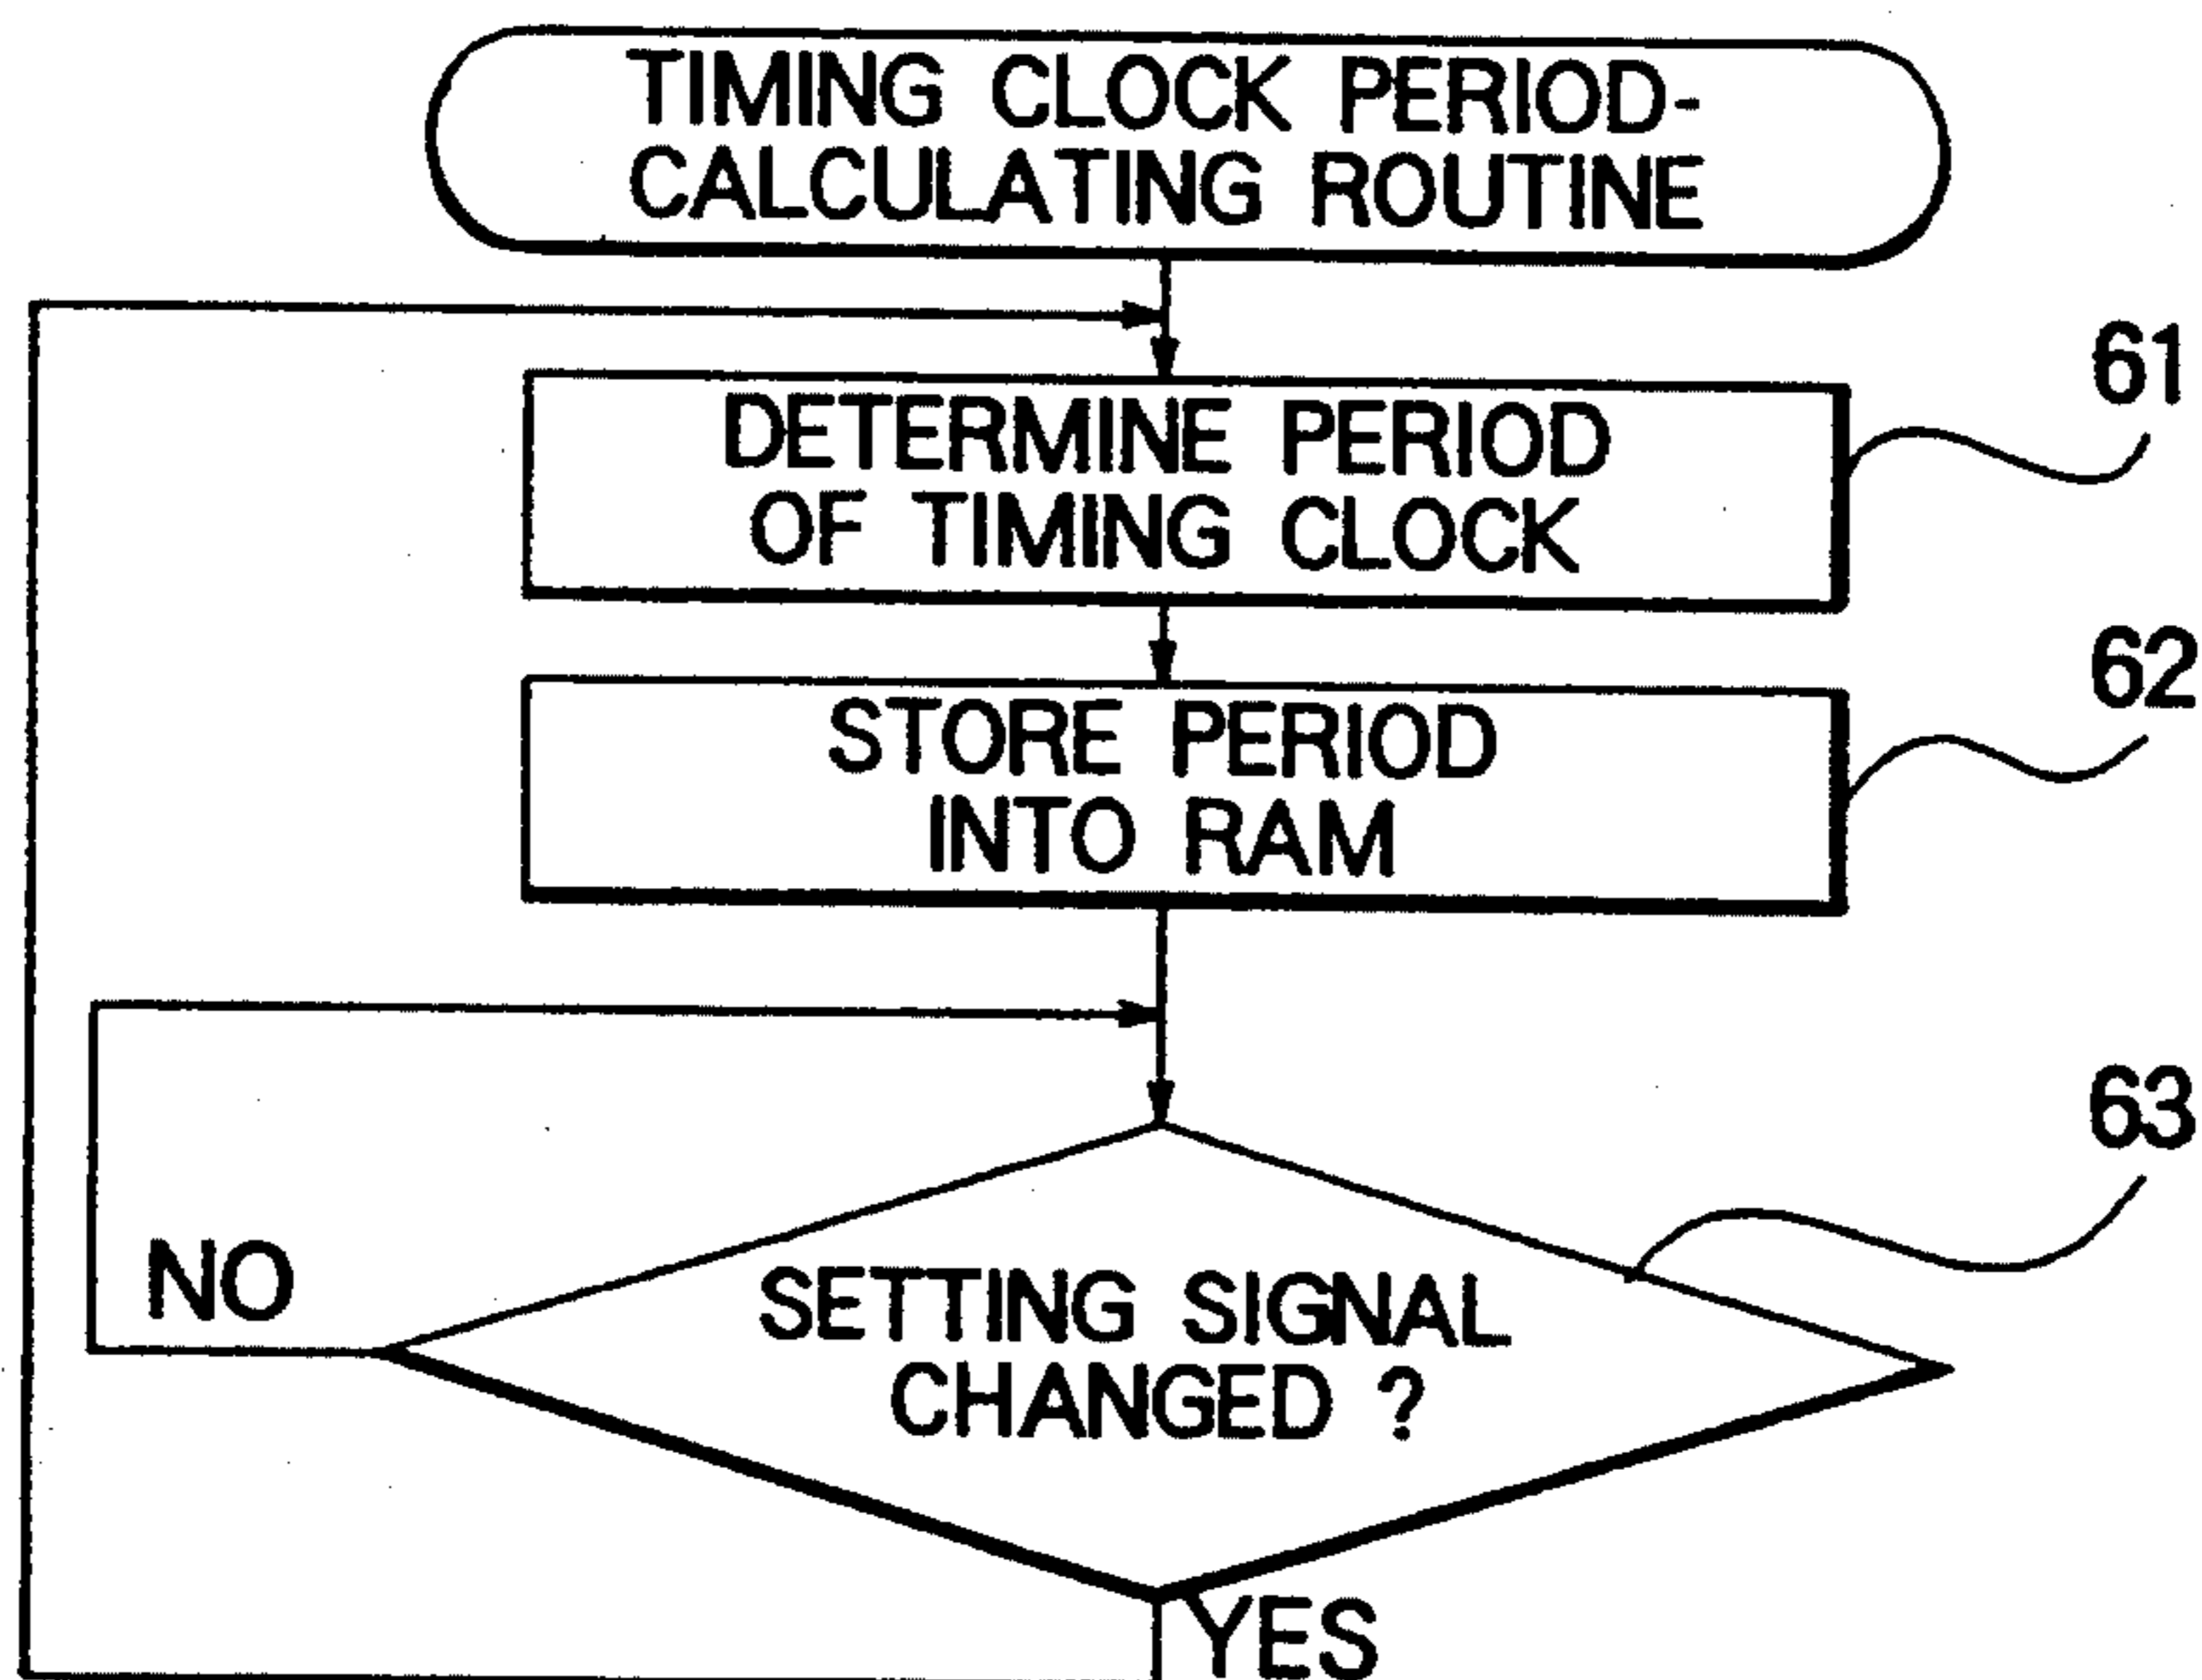 TIMING CLOCK PERIOD-
CALCULATING ROUTINE
61
DETERMINE PERIOD
OF TIMING CLOCK
62
STORE PERIOD
INTO RAM
63
NO
SETTING SIGNAL
CHANGED ?
YES